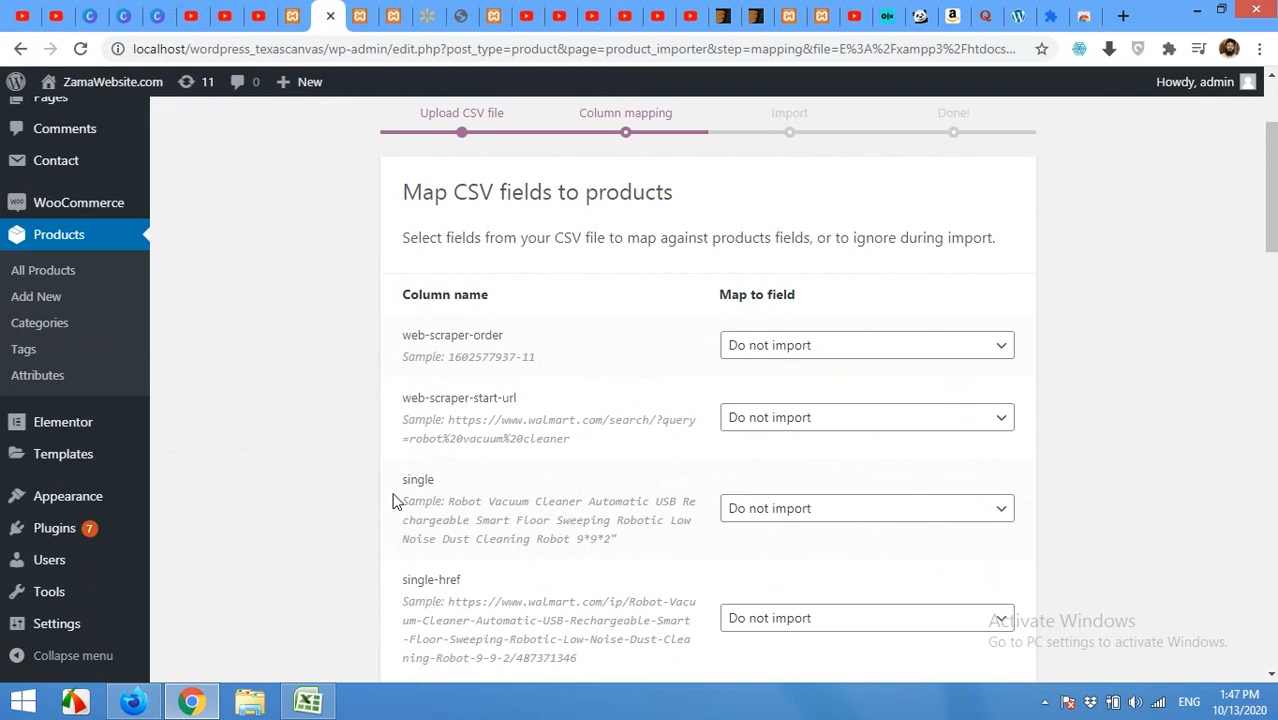 localhost/wordpress_texascanvas/wp-admin/edit.php?post_type=product&page=product_importer&step=mapping&file=E%3A%2Fxampp3%2Fhtdocs...
ZamaWebsite.com
11
0
New
Howdy, admin
Pages
Comments
Contact
WooCommerce
Products
All Products
Add New
Categories
Tags
Attributes
Elementor
Templates
Appearance
Plugins 7
Users
Tools
Settings
Collapse menu
Upload CSV file
Column mapping
Import
Done!
Map CSV fields to products
Select fields from your CSV file to map against products fields, or to ignore during import.
Column name
Map to field
web-scraper-order
Sample: 1602577937-11
Do not import
web-scraper-start-url
Sample: https://www.walmart.com/search/?query
=robot%20vacuum%20cleaner
Do not import
single
Sample: Robot Vacuum Cleaner Automatic USB Re
chargeable Smart Floor Sweeping Robotic Low
Noise Dust Cleaning Robot 9*9*2"
Do not import
single-href
Sample: https://www.walmart.com/ip/Robot-Vacu
um-Cleaner-Automatic-USB-Rechargeable-Smart
-Floor-Sweeping-Robotic-Low-Noise-Dust-Clea
ning-Robot-9-9-2/487371346
Do not import
Activate Windows
Go to PC settings to activate Windows.
ENG
1:47 PM
10/13/2020